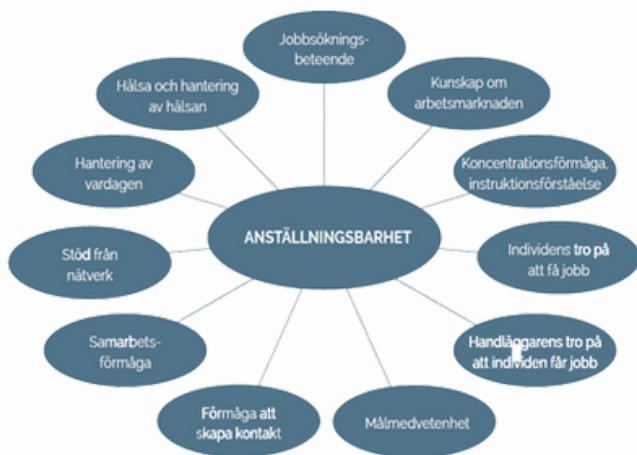 Jobbsöknings-
beteende
Kunskap om
arbetsmarknaden
Koncentrationsförmåga,
instruktionsförståelse
Individens tro på
att få jobb
Handläggarens tro på
att individen får jobb
Målmedvetenhet
Förmåga att
skapa kontakt
Samarbets-
förmåga
Stöd från
nätverk
Hantering av
vardagen
Hälsa och hantering
av hälsan
ANSTÄLLNINGSBARHET